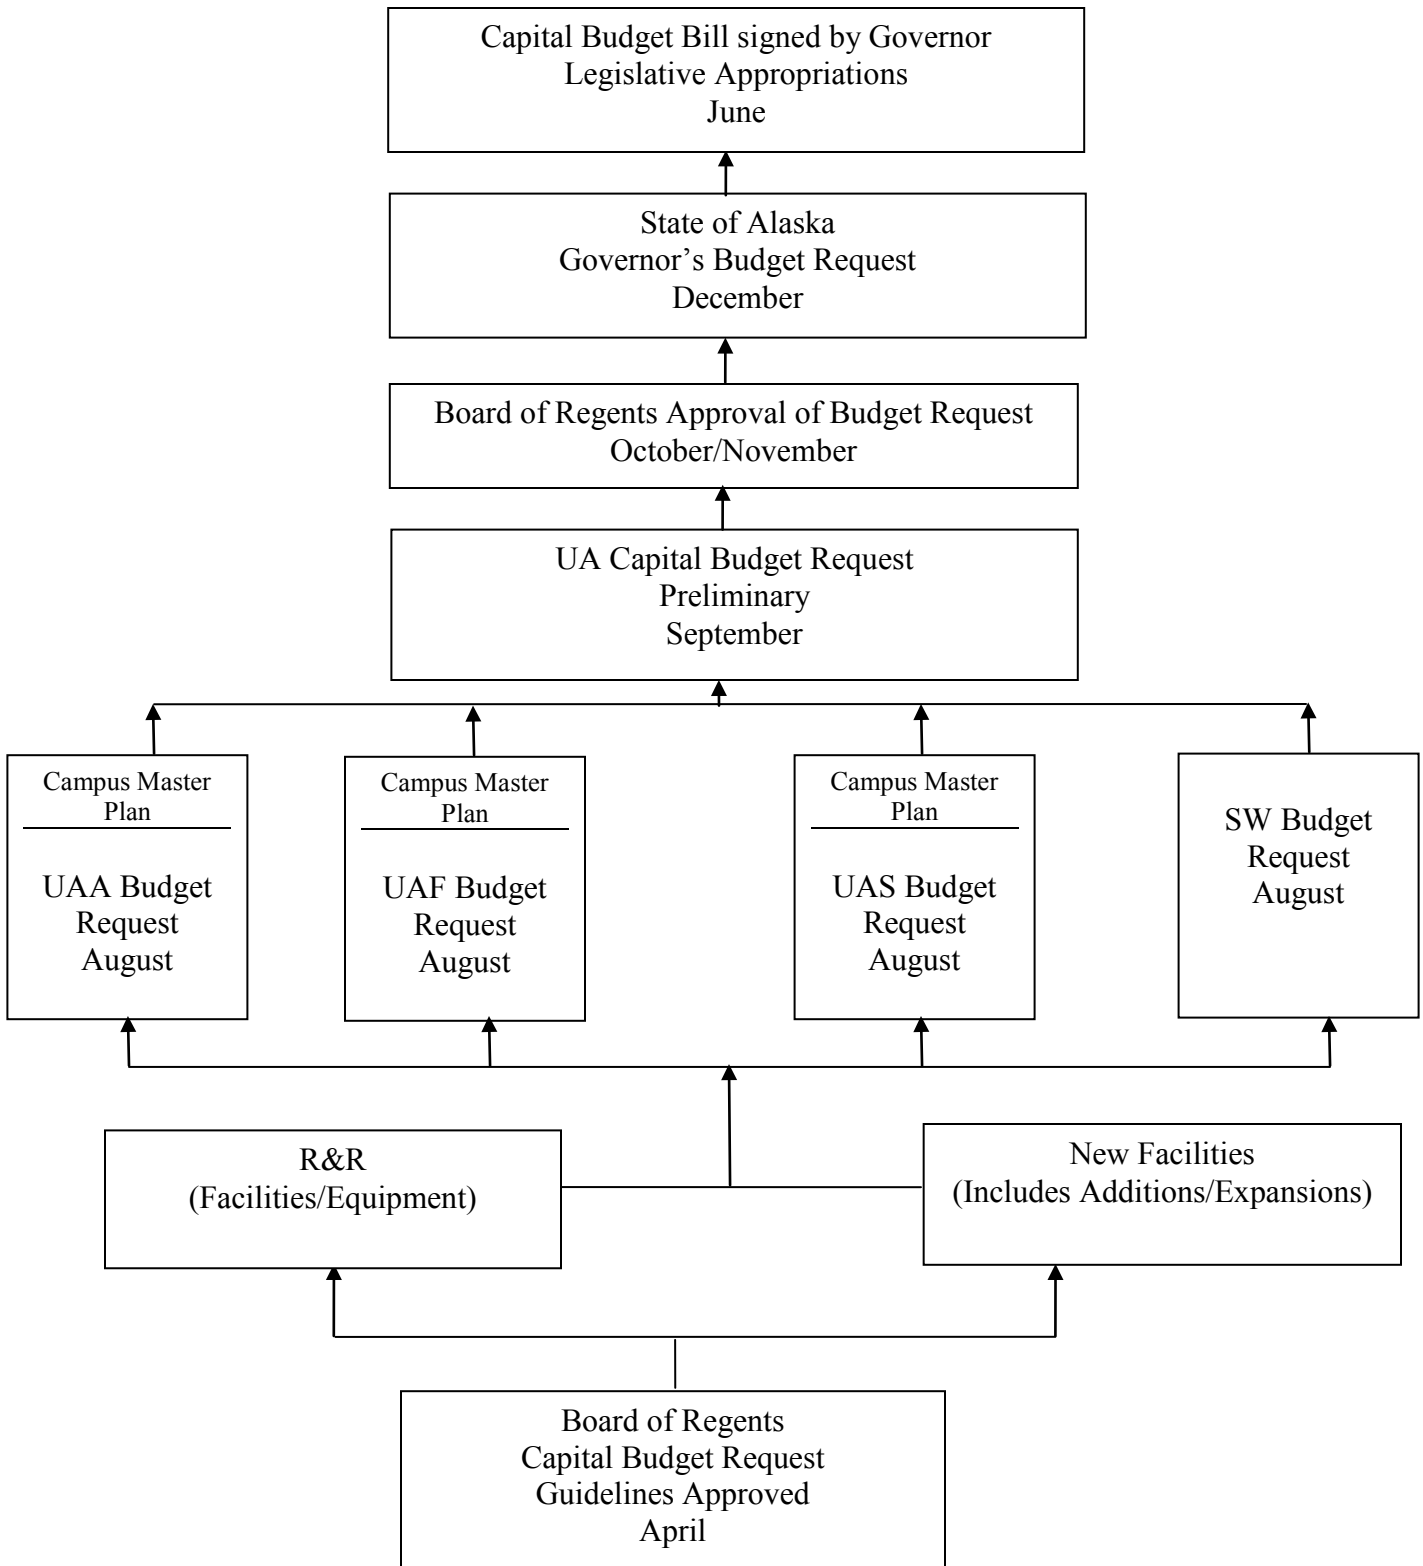 Capital Budget Bill signed by Governor
Legislative Appropriations
June
State of Alaska
Governor’s Budget Request
December
Board of Regents Approval of Budget Request
October/November
UA Capital Budget Request
Preliminary
September
Campus Master
Plan
UAA Budget
Request
August
Campus Master
Plan
UAF Budget
Request
August
Campus Master
Plan
UAS Budget
Request
August
SW Budget
Request
August
R&R
(Facilities/Equipment)
New Facilities
(Includes Additions/Expansions)
Board of Regents
Capital Budget Request
Guidelines Approved
April